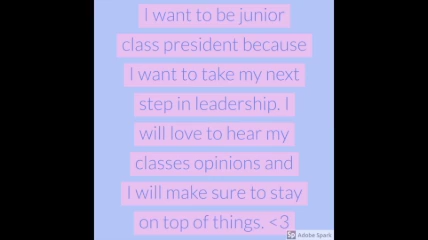 I want to be junior
class president because
I want to take my next
step in leadership. I
will love to hear my
classes opinions and
I will make sure to stay
on top of things. <3
Adobe Spark